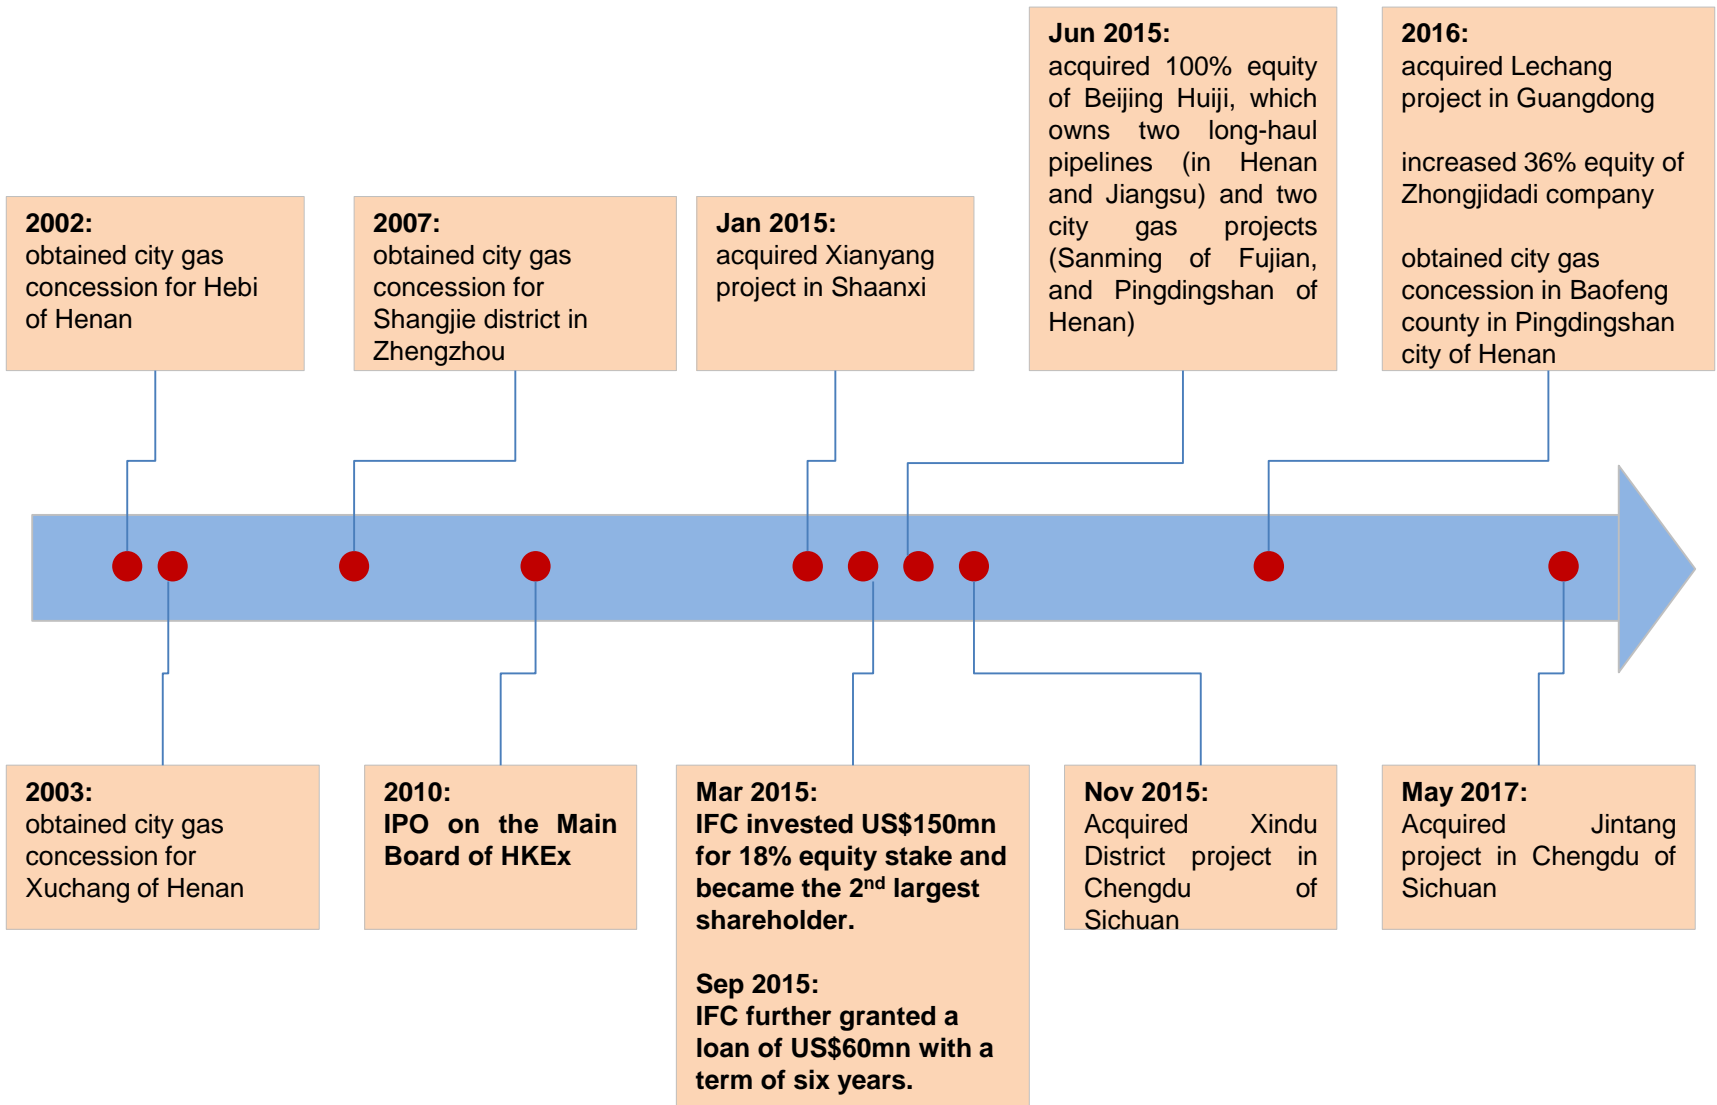 2002:
obtained city gas
concession for Hebi
of Henan
2007:
obtained city gas
concession for
Shangjie district in
Zhengzhou
Jan 2015:
acquired Xianyang
project in Shaanxi
Jun 2015:
acquired 100% equity
of Beijing Huiji, which
owns two long-haul
pipelines (in Henan
and Jiangsu) and two
city gas projects
(Sanming of Fujian,
and Pingdingshan of
Henan)
2016:
acquired Lechang
project in Guangdong
increased 36% equity of
Zhongjidadi company
obtained city gas
concession in Baofeng
county in Pingdingshan
city of Henan
2003:
obtained city gas
concession for
Xuchang of Henan
2010:
IPO on the Main
Board of HKEx
Mar 2015:
IFC invested US$150mn
for 18% equity stake and
became the 2nd largest
shareholder.
Sep 2015:
IFC further granted a
loan of US$60mn with a
term of six years.
Nov 2015:
Acquired Xindu
District project in
Chengdu of
Sichuan
May 2017:
Acquired Jintang
project in Chengdu of
Sichuan